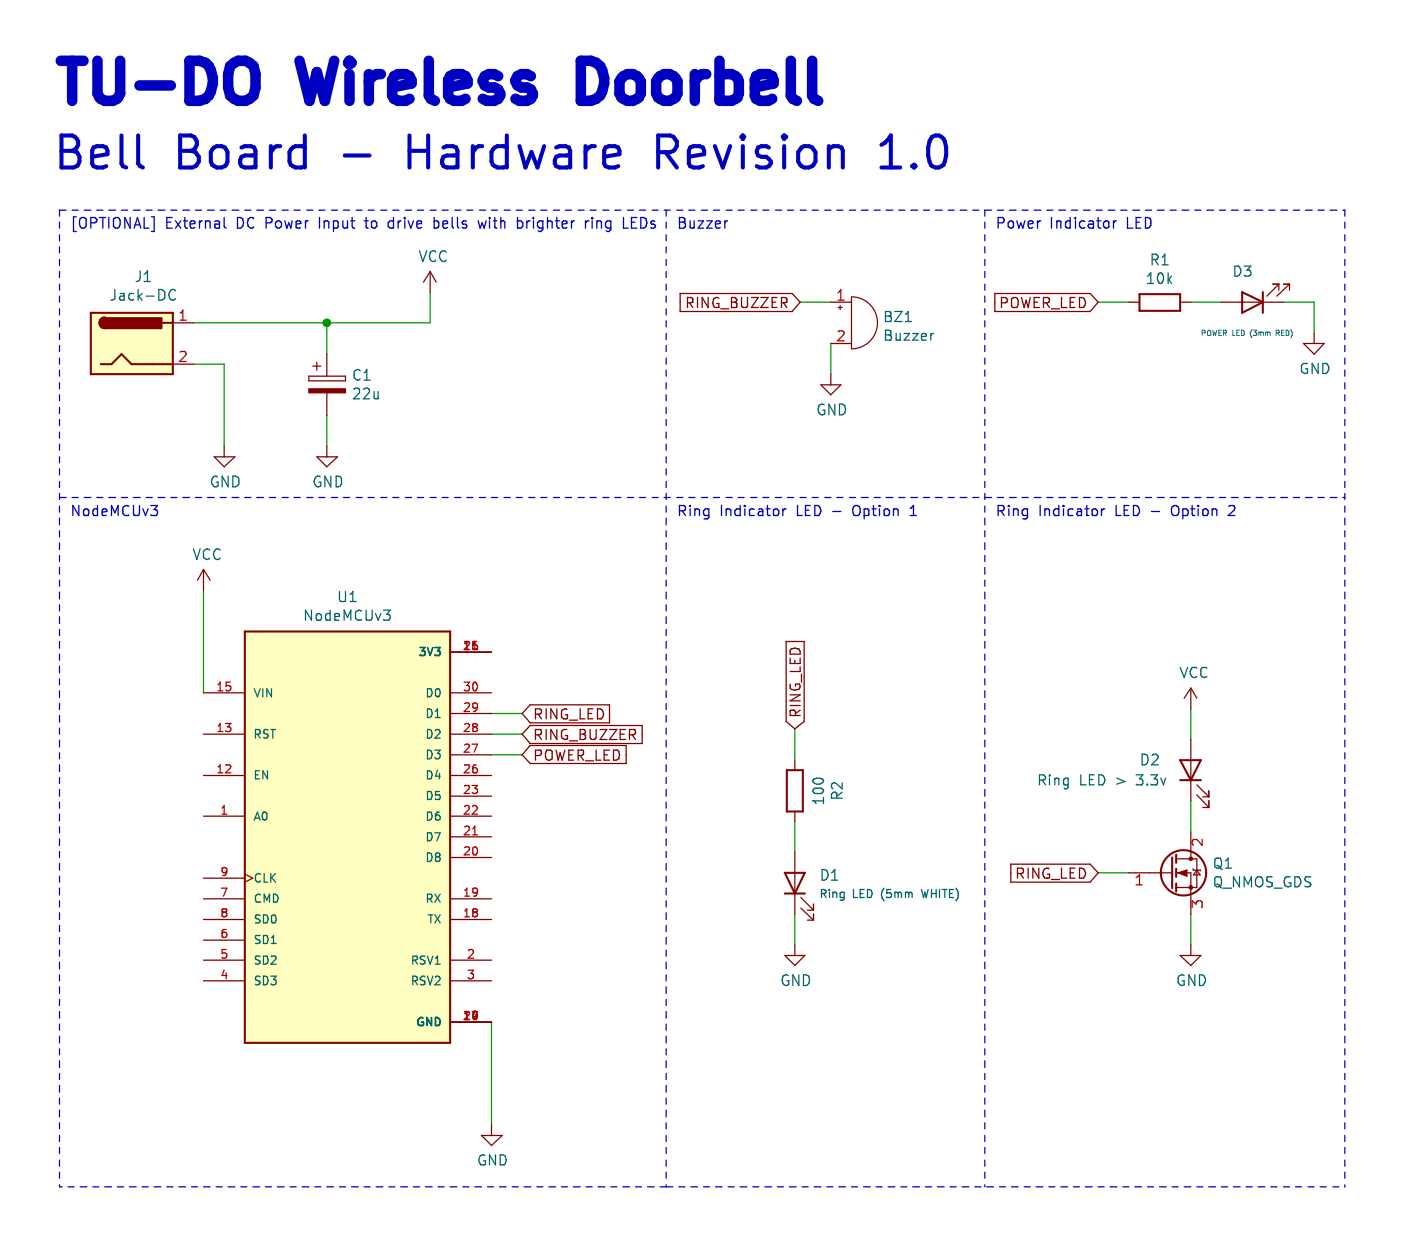 TU-DO Wireless Doorbell
Bell Board - Hardware Revision 1.0
[OPTIONAL] External DC Power Input to drive bells with brighter ring LEDs
J1
Jack-DC
1
2
VCC
+
C1
22u
GND
GND
Buzzer
RING_BUZZER
1
+
2
BZ1
Buzzer
GND
Power Indicator LED
POWER_LED
R1
10k
D3
POWER LED (3mm RED)
GND
NodeMCUv3
VCC
U1
NodeMCUv3
3V3
15 VIN
D0 30
D1 29 RING_LED
13 RST
D2 28 RING_BUZZER
D3 27 POWER_LED
12 EN
D4 26
D5 23
1 A0
D6 22
D7 21
D8 20
9 CLK
7 CMD
RX 19
8 SD0
TX 18
6 SD1
5 SD2
RSV1 2
4 SD3
RSV2 3
GND
GND
Ring Indicator LED - Option 1
RING_LED
100
R2
D1
Ring LED (5mm WHITE)
GND
Ring Indicator LED - Option 2
VCC
D2
Ring LED > 3.3v
2
RING_LED
1
Q1
Q_NMOS_GDS
3
GND